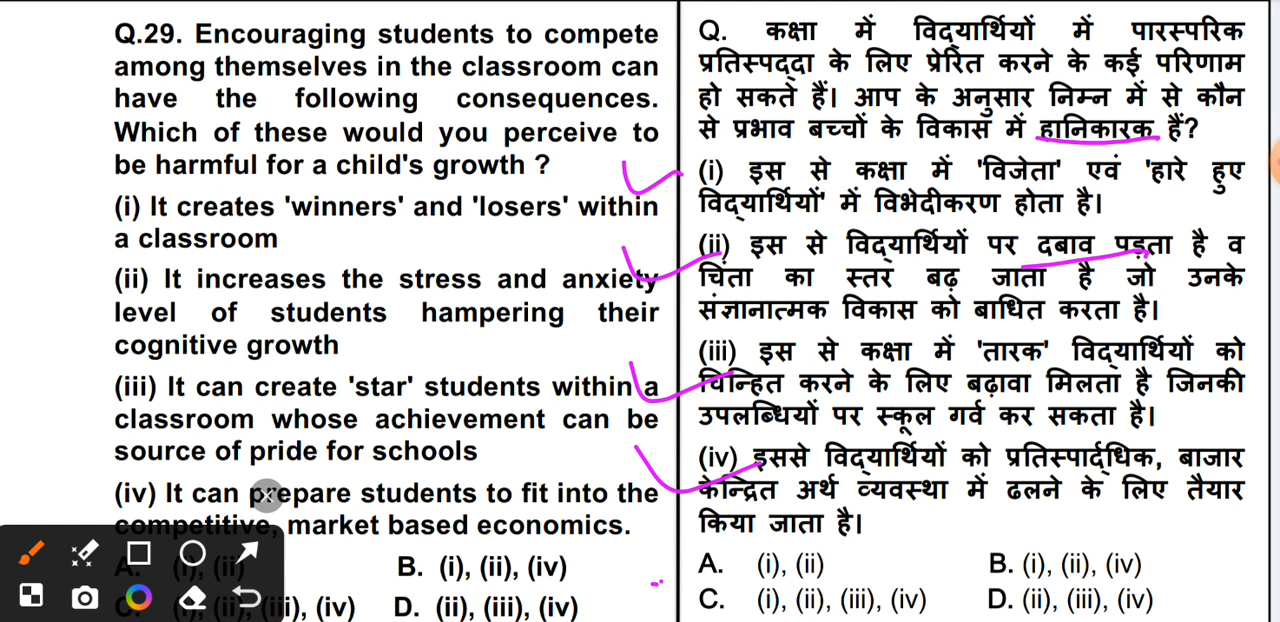 Q.29. Encouraging students to compete
among themselves in the classroom can
have the following consequences.
Which of these would you perceive to
be harmful for a child's growth ?
(i) It creates 'winners' and 'losers' within
a classroom
(ii) It increases the stress and anxiety
level of students hampering their
cognitive growth
(iii) It can create 'star' students within a
classroom whose achievement can be
source of pride for schools
(iv) It can prepare students to fit into the
competitive, market based economics.
A. (i), (ii) B. (i), (ii), (iv)
C. (i), (ii), (iii), (iv) D. (ii), (iii), (iv)
Q. कक्षा में विद्यार्थियों में पारस्परिक
प्रतिस्पद्दा के लिए प्रेरित करने के कई परिणाम
हो सकते हैं। आप के अनुसार निम्न में से कौन
से प्रभाव बच्चों के विकास में हानिकारक हैं?
(i) इस से कक्षा में 'विजेता' एवं 'हारे हुए
विद्यार्थियों' में विभेदीकरण होता है।
(ii) इस से विद्यार्थियों पर दबाव पड़ता है व
चिंता का स्तर बढ़ जाता है जो उनके
संज्ञानात्मक विकास को बाधित करता है।
(iii) इस से कक्षा में 'तारक' विद्यार्थियों को
चिन्हित करने के लिए बढ़ावा मिलता है जिनकी
उपलब्धियों पर स्कूल गर्व कर सकता है।
(iv) इससे विद्यार्थियों को प्रतिस्पार्द्धिक, बाजार
केन्द्रित अर्थ व्यवस्था में ढलने के लिए तैयार
किया जाता है।
A. (i), (ii) B. (i), (ii), (iv)
C. (i), (ii), (iii), (iv) D. (ii), (iii), (iv)